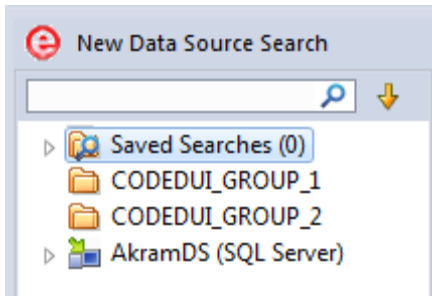 New Data Source Search
Saved Searches (0)
CODEDUI_GROUP_1
CODEDUI_GROUP_2
AkramDS (SQL Server)